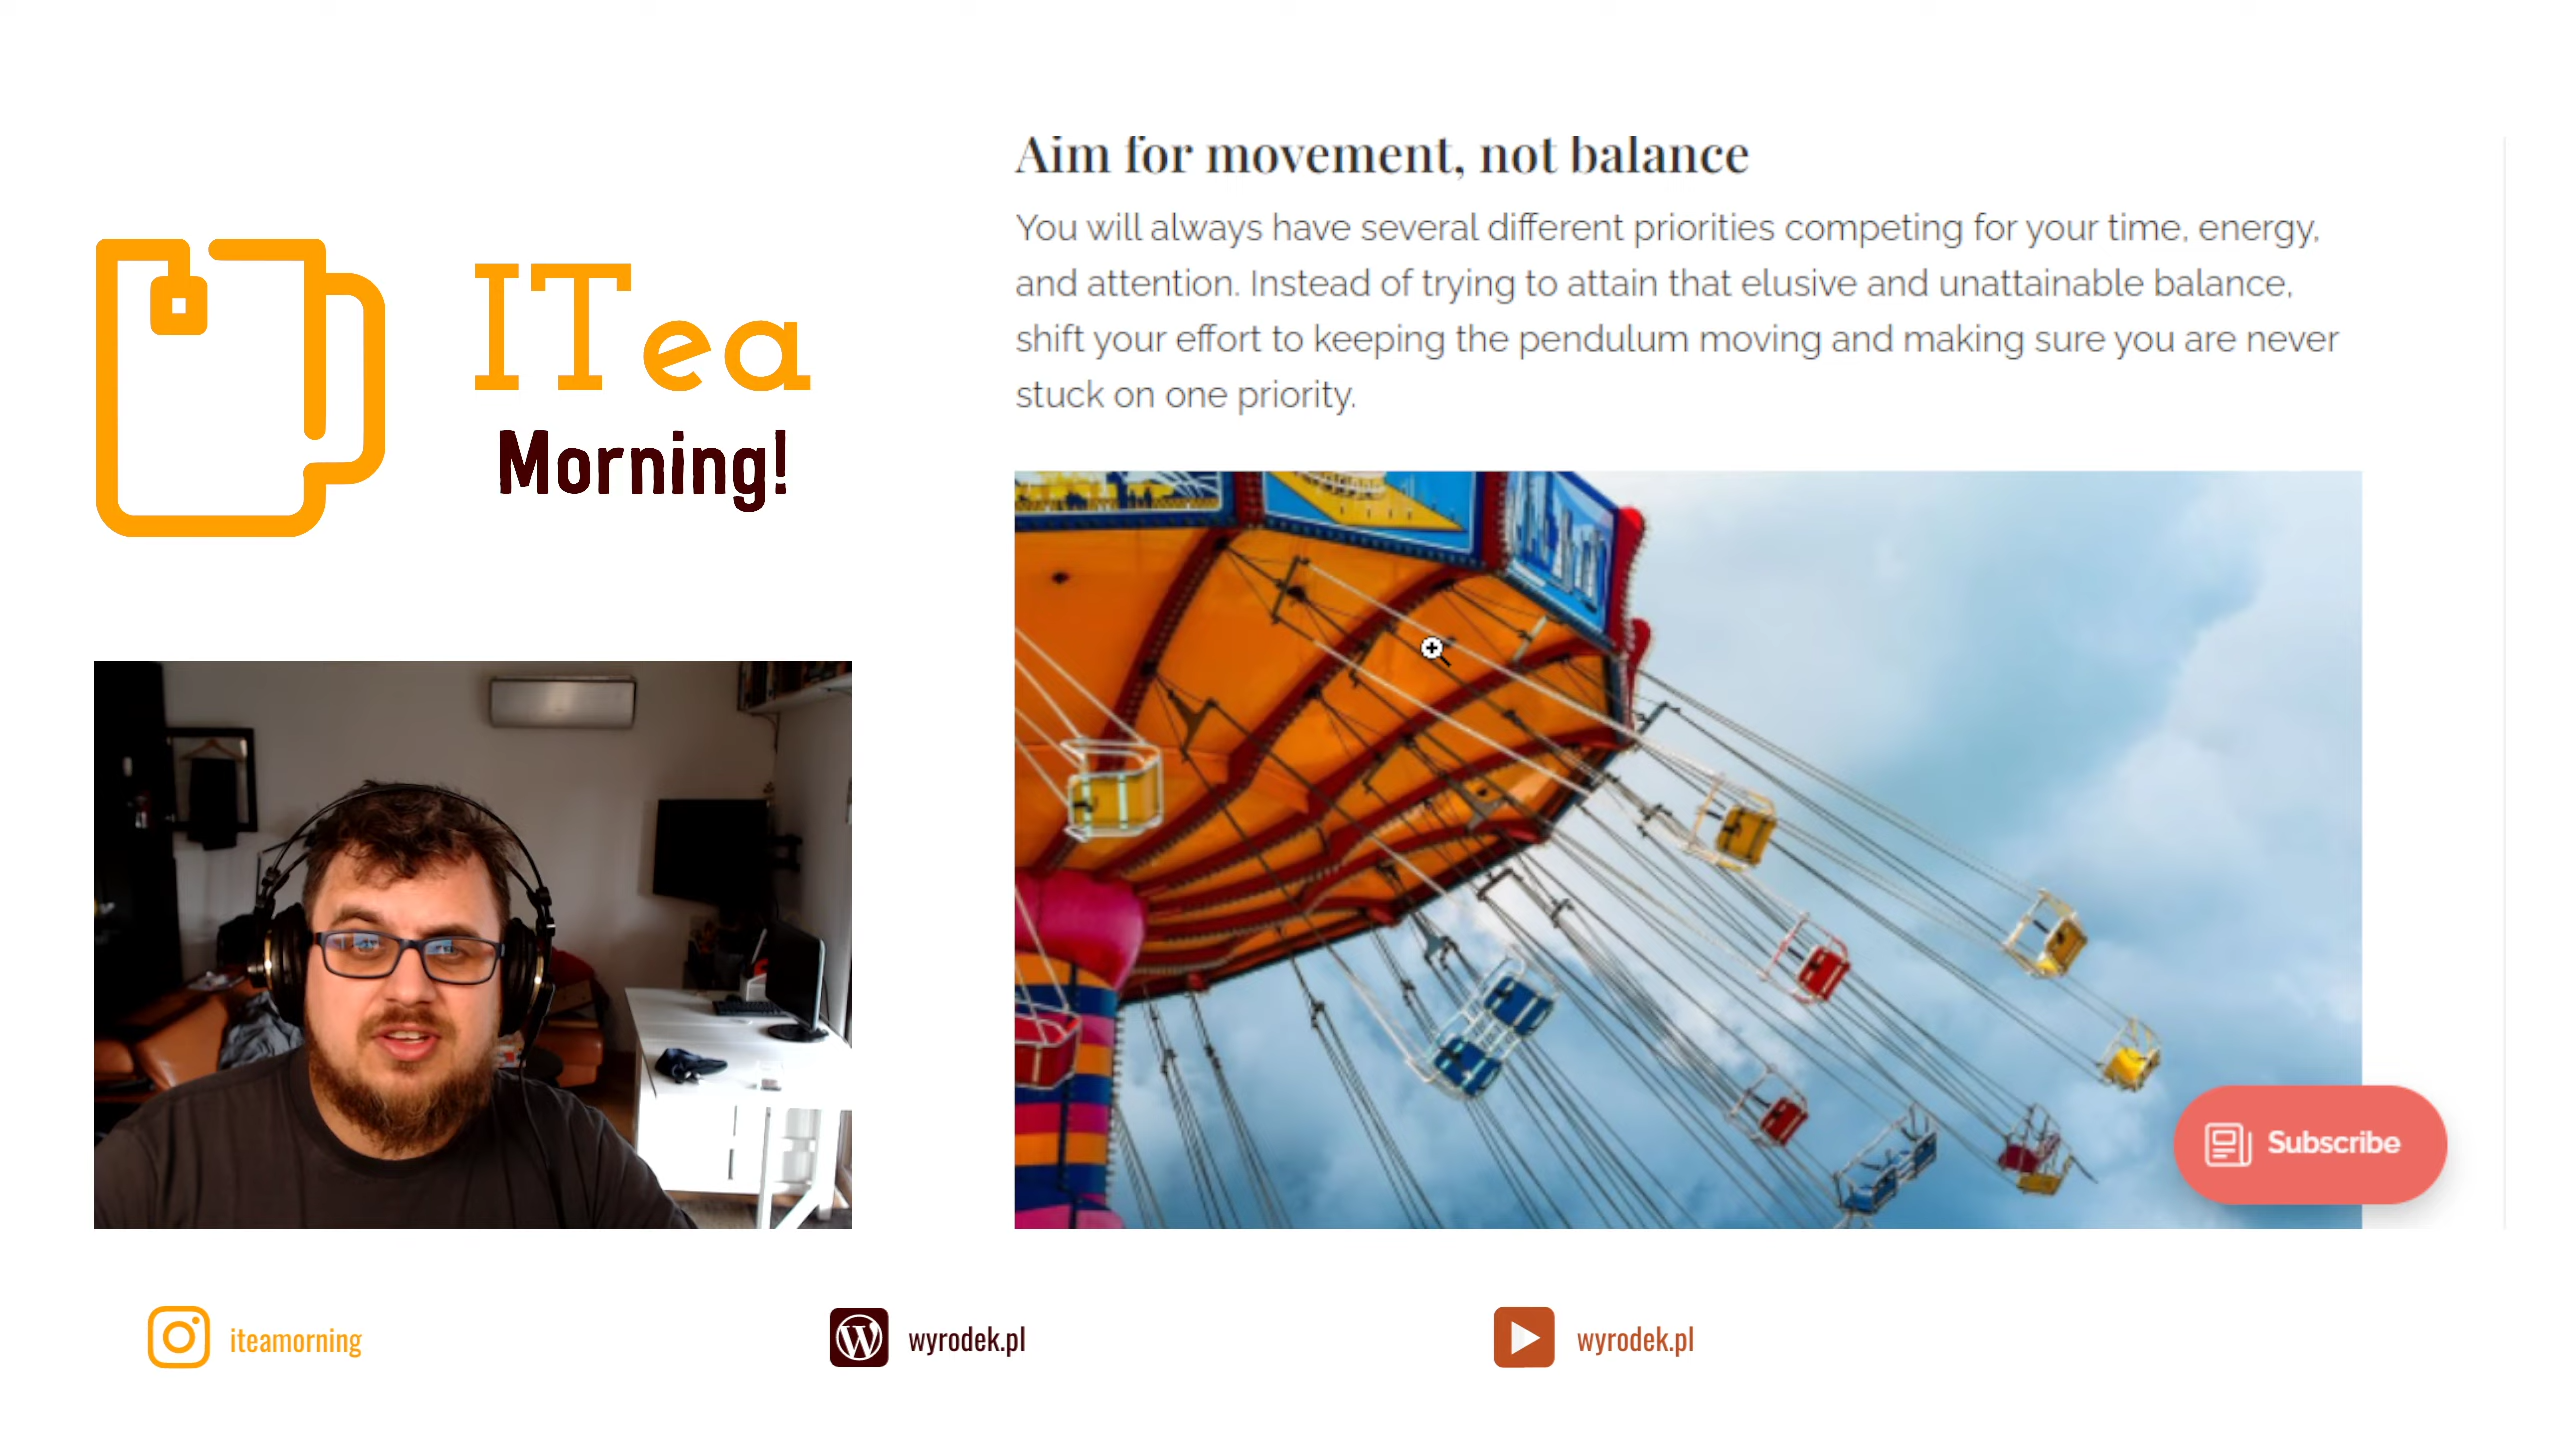 Aim for movement, not balance
You will always have several different priorities competing for your time, energy,
and attention. Instead of trying to attain that elusive and unattainable balance,
shift your effort to keeping the pendulum moving and making sure you are never
stuck on one priority.
ITea
Morning!
Subscribe
iteamorning
wyrodek.pl
wyrodek.pl